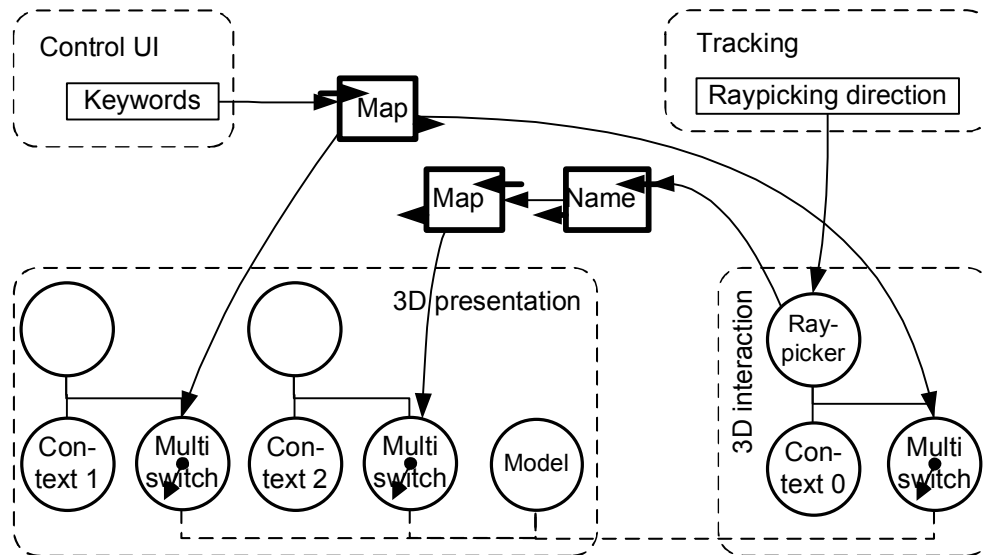 Control UI
Keywords
Map
Tracking
Raypicking direction
Map
Name
3D presentation
Con-
text 1
Multi
switch
Con-
text 2
Multi
switch
Model
3D interaction
Ray-
picker
Con-
text 0
Multi
switch